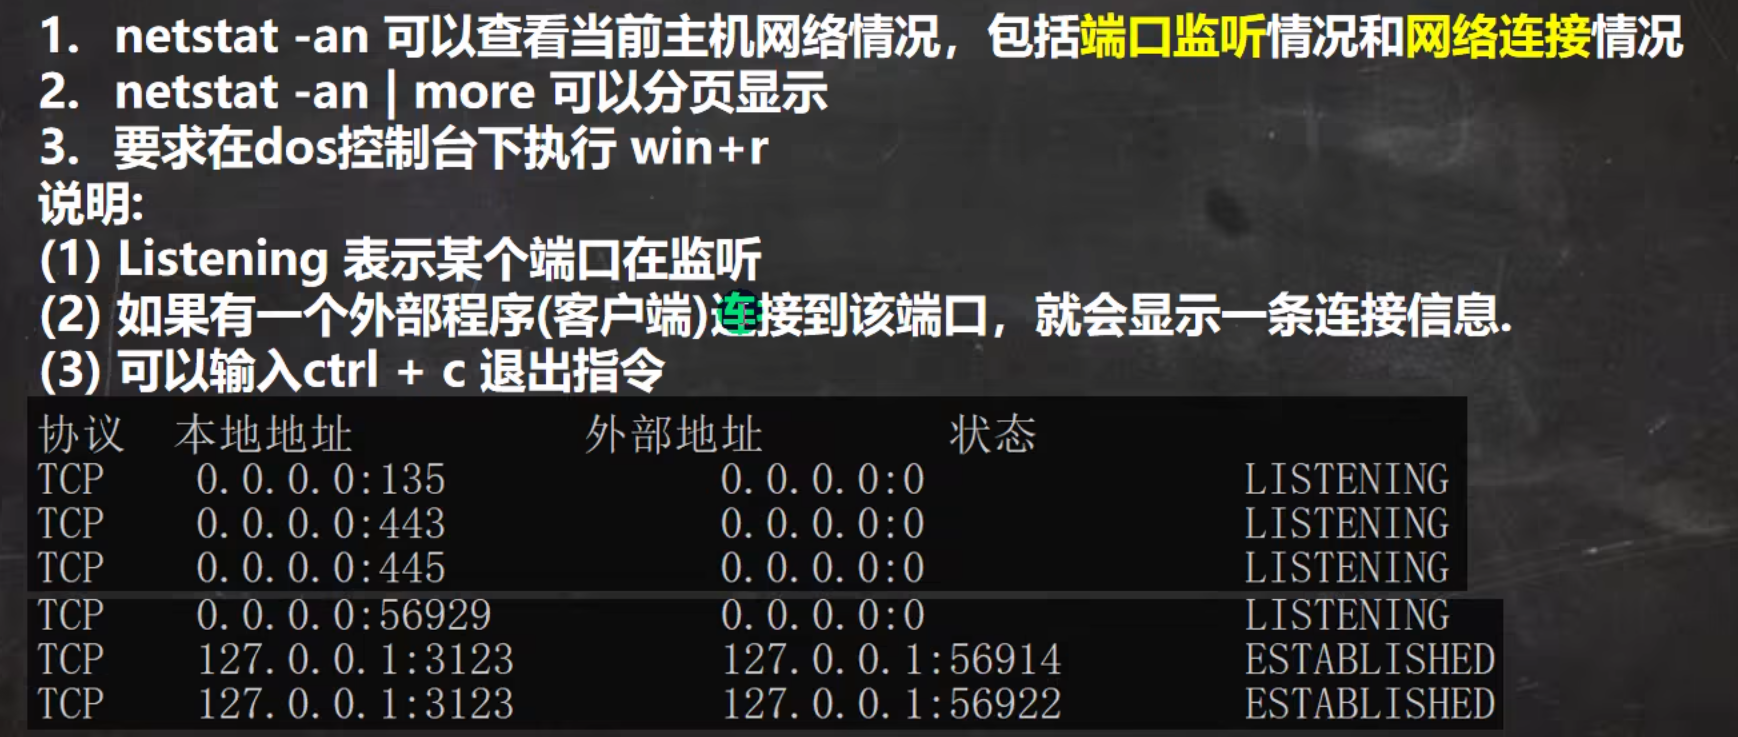 1. netstat -an 可以查看当前主机网络情况，包括端口监听情况和网络连接情况
2. netstat -an | more 可以分页显示
3. 要求在dos控制台下执行 win+r
说明:
(1) Listening 表示某个端口在监听
(2) 如果有一个外部程序(客户端)连接到该端口，就会显示一条连接信息.
(3) 可以输入ctrl + c 退出指令
协议 本地地址 外部地址 状态
TCP 0.0.0.0:135 0.0.0.0:0 LISTENING
TCP 0.0.0.0:443 0.0.0.0:0 LISTENING
TCP 0.0.0.0:445 0.0.0.0:0 LISTENING
TCP 0.0.0.0:56929 0.0.0.0:0 LISTENING
TCP 127.0.0.1:3123 127.0.0.1:56914 ESTABLISHED
TCP 127.0.0.1:3123 127.0.0.1:56922 ESTABLISHED